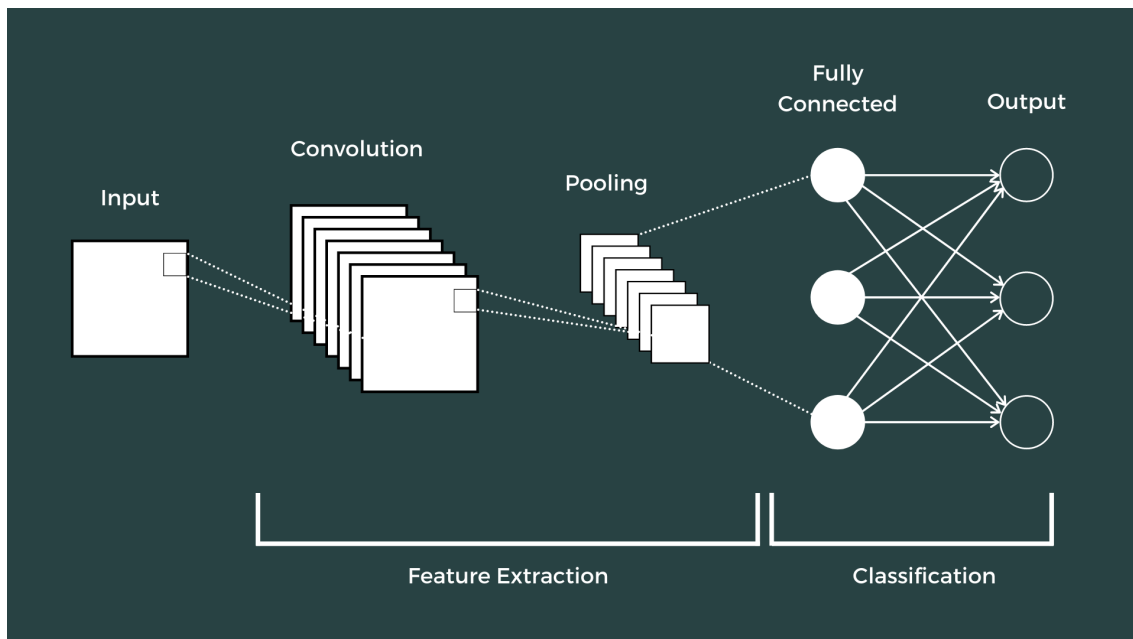 Input
Convolution
Pooling
Fully
Connected
Output
Feature Extraction
Classification